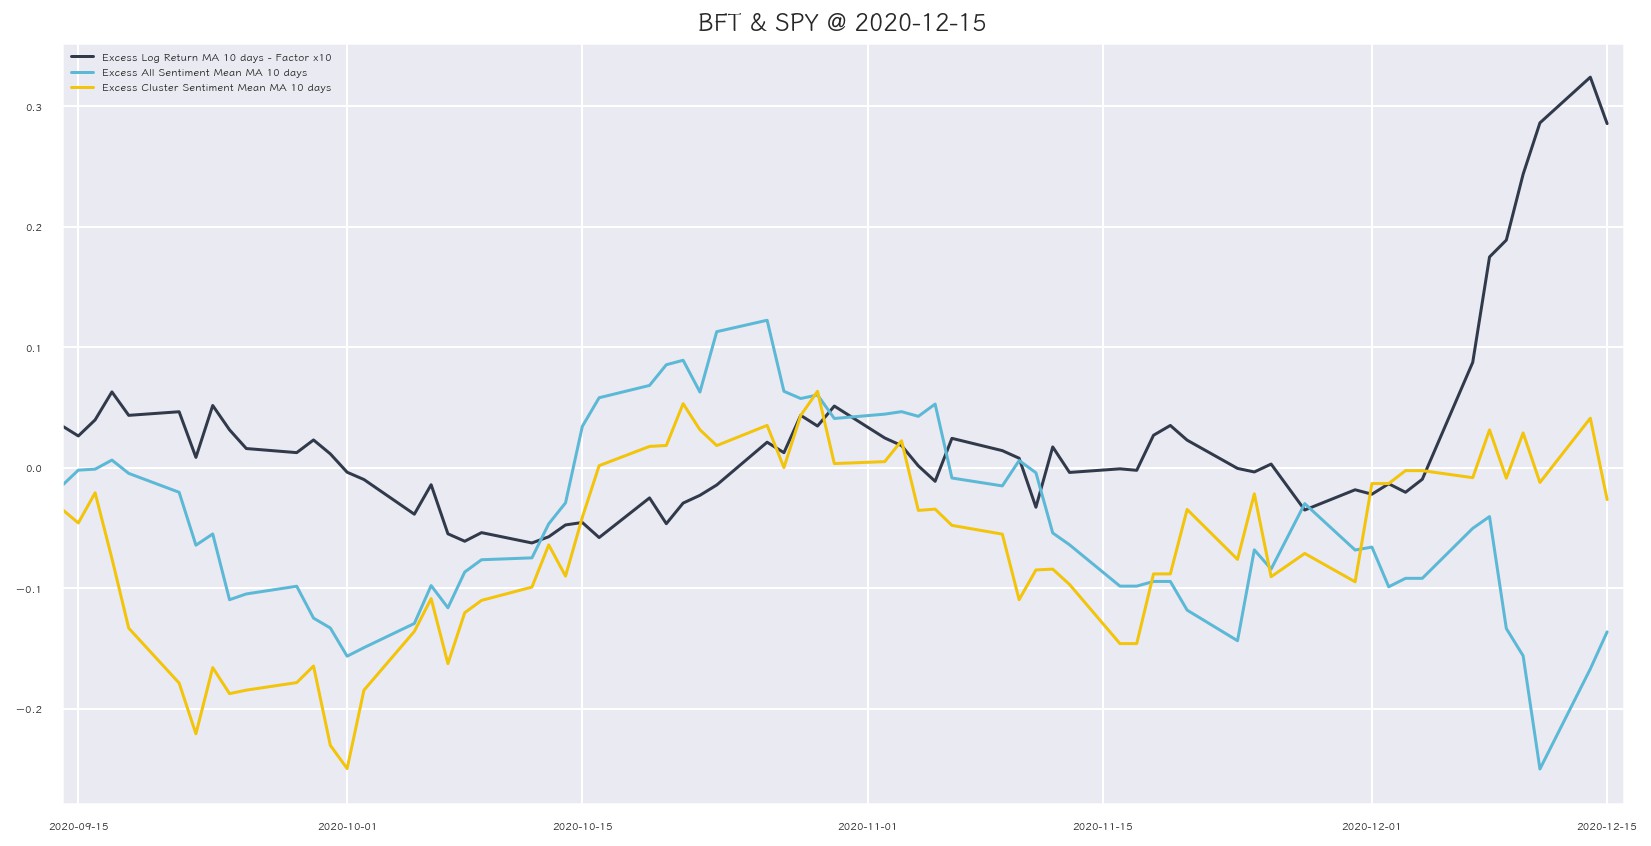 BFT & SPY @ 2020-12-15
Excess Log Return MA 10 days - Factor x10
Excess All Sentiment Mean MA 10 days
Excess Cluster Sentiment Mean MA 10 days
0.3
0.2
0.1
0.0
−0.1
−0.2
2020-09-15 2020-10-01 2020-10-15 2020-11-01 2020-11-15 2020-12-01 2020-12-15